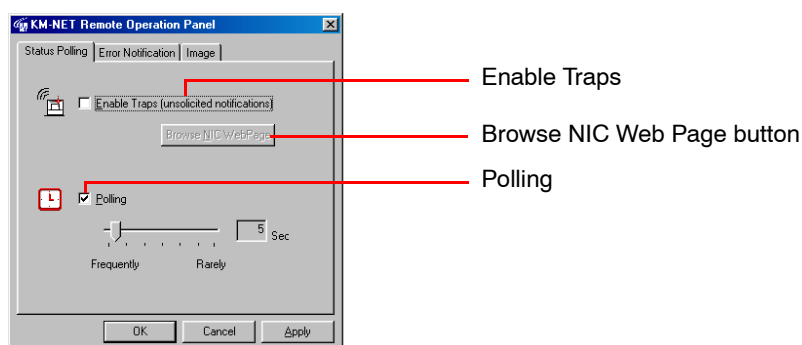 KM-NET Remote Operation Panel
Status Polling
Error Notification
Image
Enable Traps (unsolicited notifications)
Browse NIC WebPage
Polling
5 Sec
Frequently Rarely
OK Cancel Apply
Enable Traps
Browse NIC Web Page button
Polling